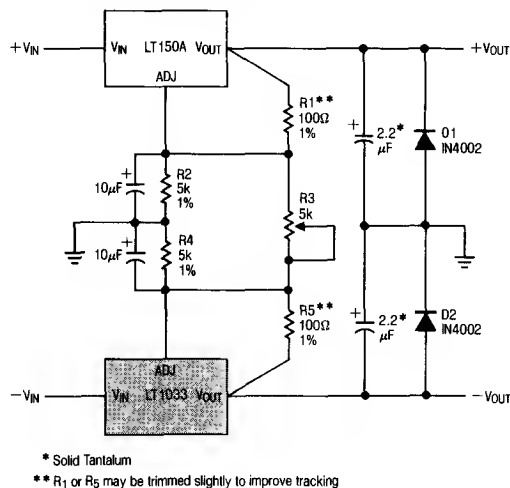 +VIN
VIN LT150A VOUT
ADJ
+VOUT
R1**
100Ω
1%
+
2.2*
µF
D1
IN4002
+
10µF
R2
5k
1%
R3
5k
+
10µF
R4
5k
1%
R5**
100Ω
1%
+
2.2*
µF
D2
IN4002
ADJ
-VIN
VIN LT1033 VOUT
-VOUT
* Solid Tantalum
** R1 or R5 may be trimmed slightly to improve tracking